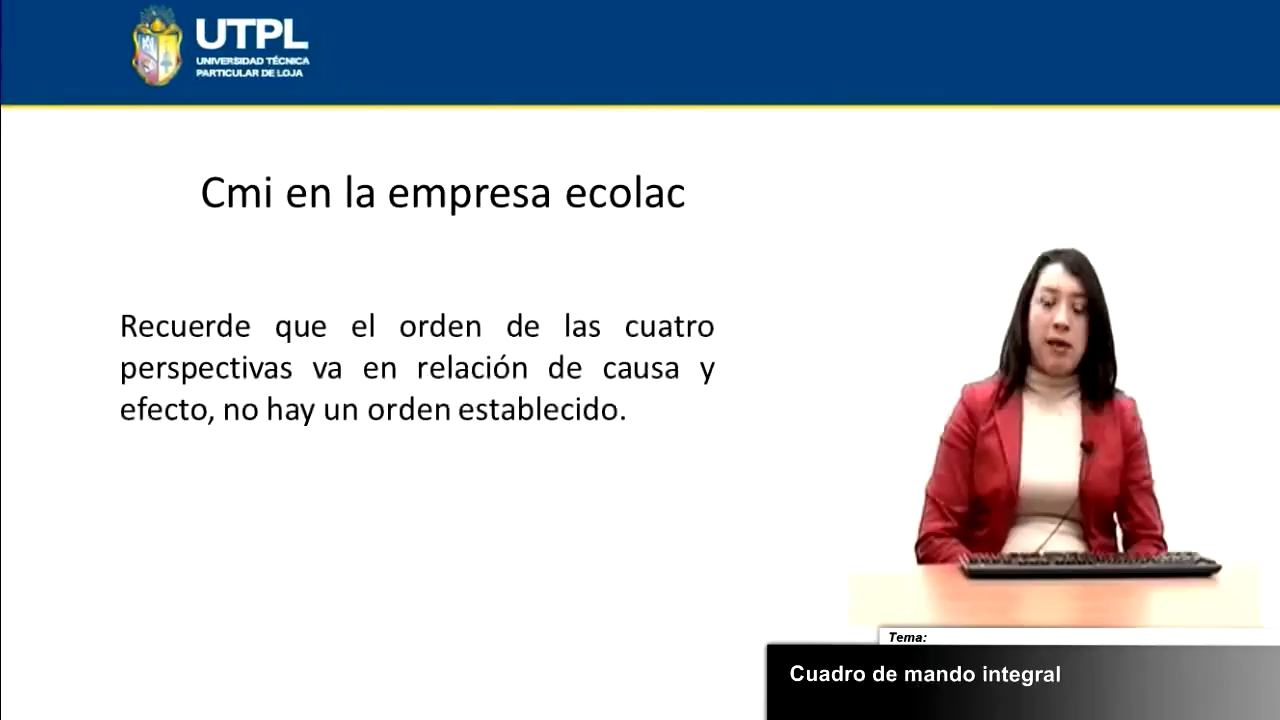 UTPL
UNIVERSIDAD TÉCNICA
PARTICULAR DE LOJA
Cmi en la empresa ecolac
Recuerde que el orden de las cuatro
perspectivas va en relación de causa y
efecto, no hay un orden establecido.
Tema:
Cuadro de mando integral